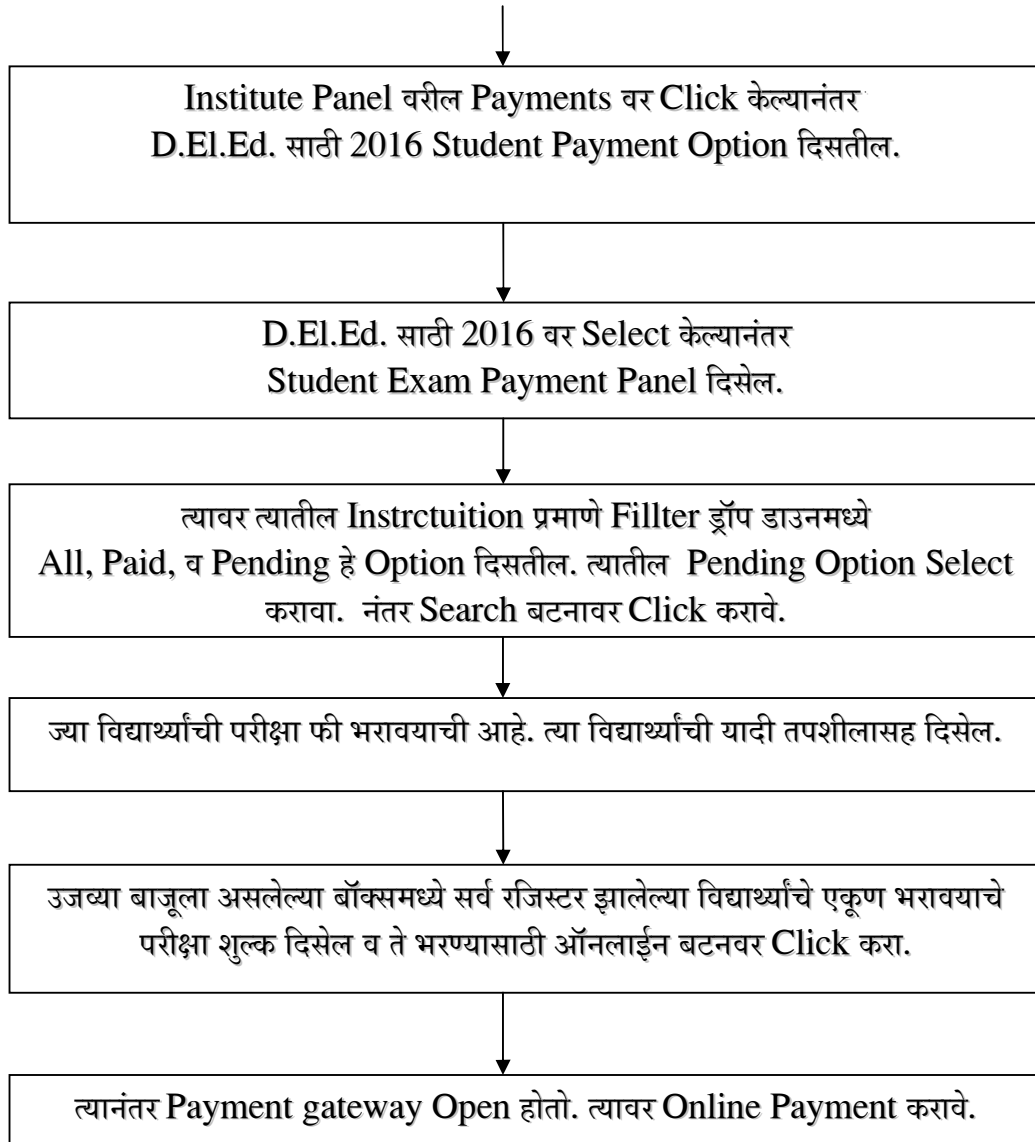 Institute Panel वरील Payments वर Click केल्यानंतर
D.El.Ed. साठी 2016 Student Payment Option दिसतील.
D.El.Ed. साठी 2016 वर Select केल्यानंतर
Student Exam Payment Panel दिसेल.
त्यावर त्यातील Instrctuition प्रमाणे Fillter ड्रॉप डाउनमध्ये
All, Paid, व Pending हे Option दिसतील. त्यातील Pending Option Select
करावा. नंतर Search बटनावर Click करावे.
ज्या विद्यार्थ्यांची परीक्षा फी भरावयाची आहे. त्या विद्यार्थ्यांची यादी तपशीलासह दिसेल.
उजव्या बाजूला असलेल्या बॉक्समध्ये सर्व रजिस्टर झालेल्या विद्यार्थ्यांचे एकूण भरावयाचे
परीक्षा शुल्क दिसेल व ते भरण्यासाठी ऑनलाईन बटनवर Click करा.
त्यानंतर Payment gateway Open होतो. त्यावर Online Payment करावे.